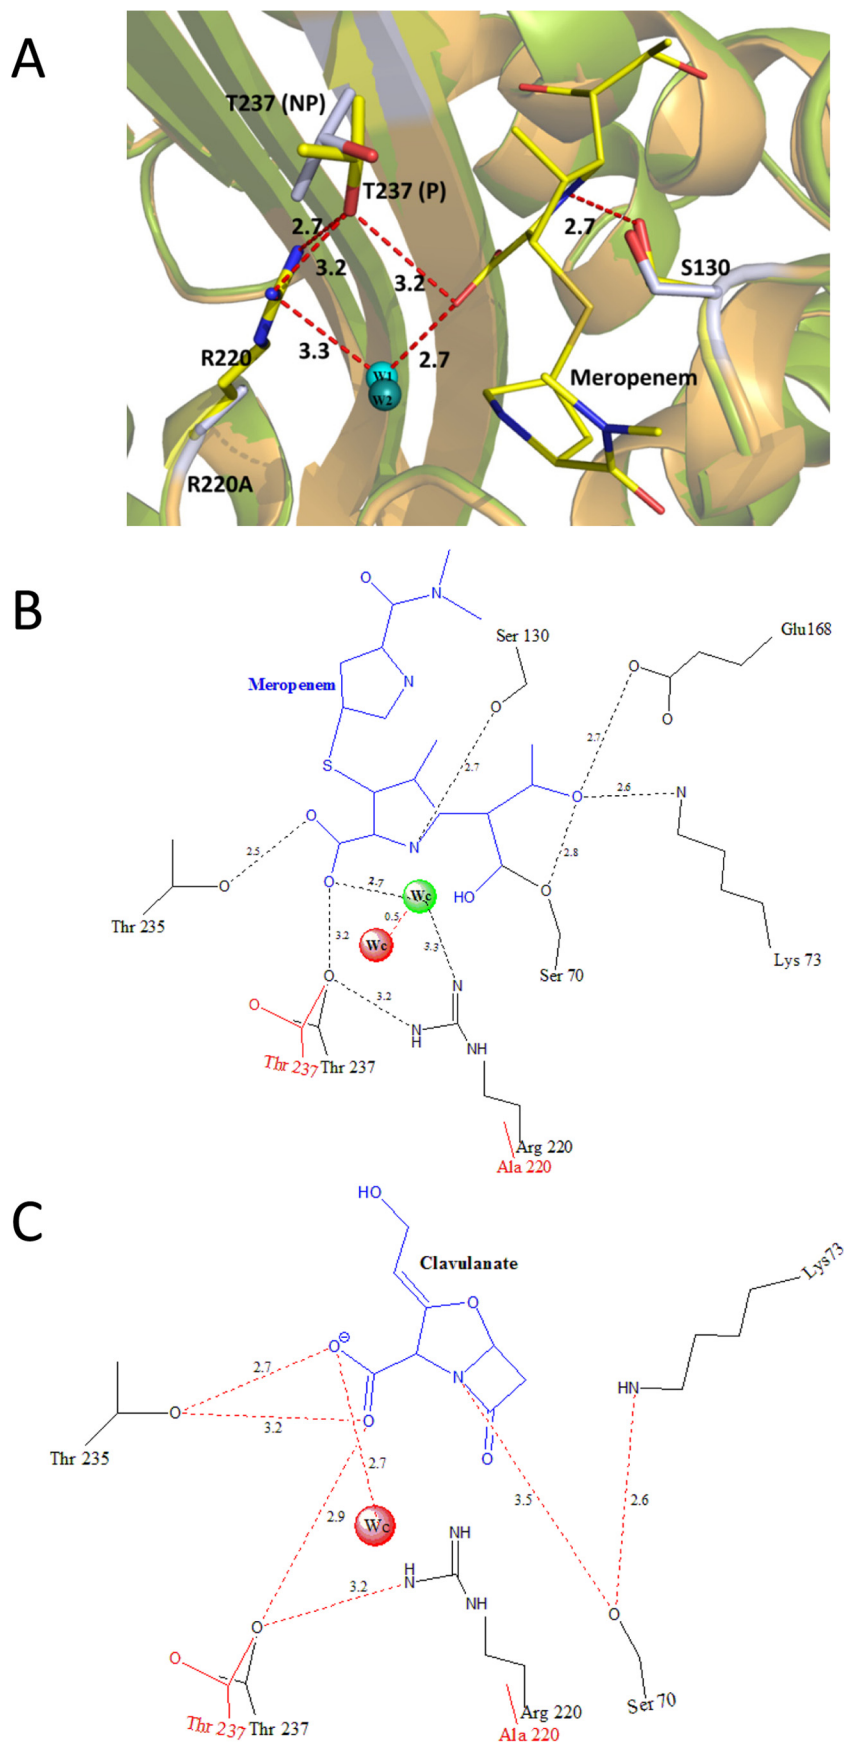 A
T237 (NP)
T237 (P)
2.7
3.2
3.2
2.7
S130
3.3
2.7
R220
W1
W2
Meropenem
R220A
B
O
N
Ser 130
Glu168
O
Meropenem
N
O
O
2.7
S
2.7
O
2.6
N
O
2.5
N
2.8
O
O
2.7
Wc
HO
O
Thr 235
0.5
3.2
Wc
3.3
Lys 73
O
N
Ser 70
O
3.2
N
H
NH
Thr 237
Thr 237
Arg 220
Ala 220
C
HO
Clavulanate
Lys73
O
O
⊖
2.7
N
HN
O
3.2
O
Thr 235
2.7
O
3.5
2.6
2.9
Wc
NH
H
N
3.2
NH
O
O
O
Ser 70
Thr 237
Thr 237
Arg 220
Ala 220